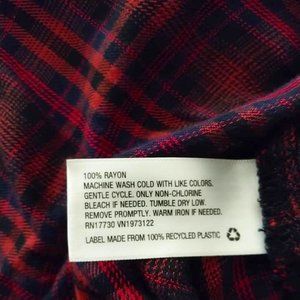 100% RAYON
MACHINE WASH COLD WITH LIKE COLORS.
GENTLE CYCLE. ONLY NON-CHLORINE
BLEACH IF NEEDED. TUMBLE DRY LOW.
REMOVE PROMPTLY. WARM IRON IF NEEDED.
RN17730 VN1973122
LABEL MADE FROM 100% RECYCLED PLASTIC